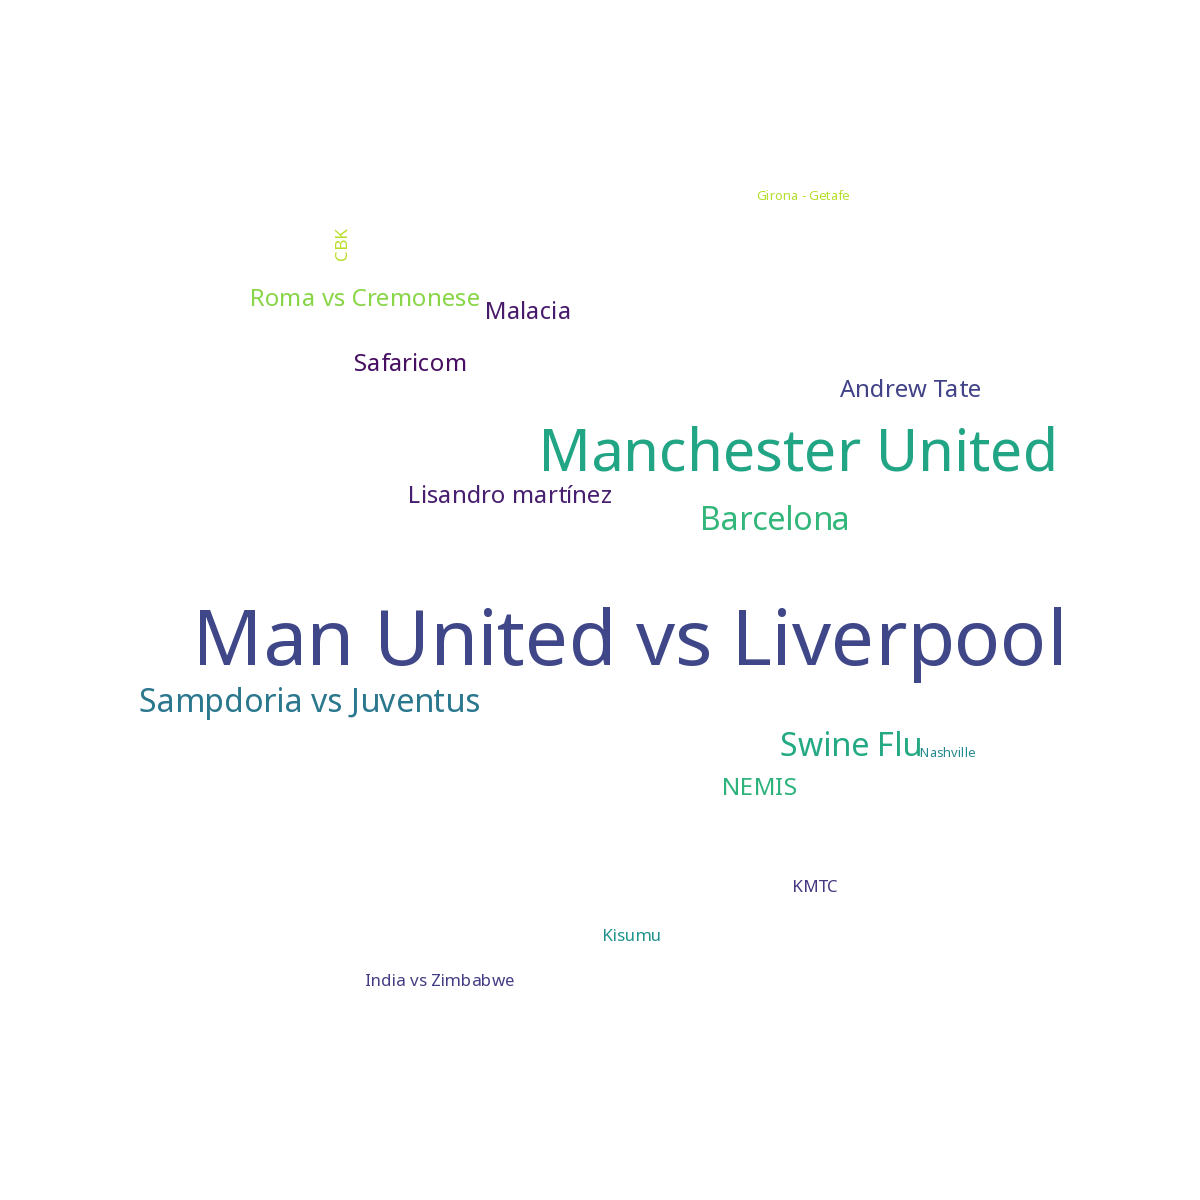 Girona - Getafe
CBK
Roma vs Cremonese
Malacia
Safaricom
Andrew Tate
Manchester United
Lisandro martínez
Barcelona
Man United vs Liverpool
Sampdoria vs Juventus
Swine Flu
Nashville
NEMIS
KMTC
Kisumu
India vs Zimbabwe